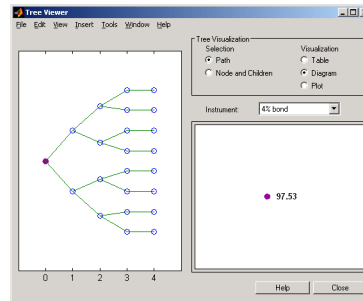 Tree Viewer
File Edit View Insert Tools Window Help
Tree Visualization
Selection Visualization
Path Table
Node and Children Diagram
Plot
Instrument: 4% bond
97.53
0 1 2 3 4
Help Close